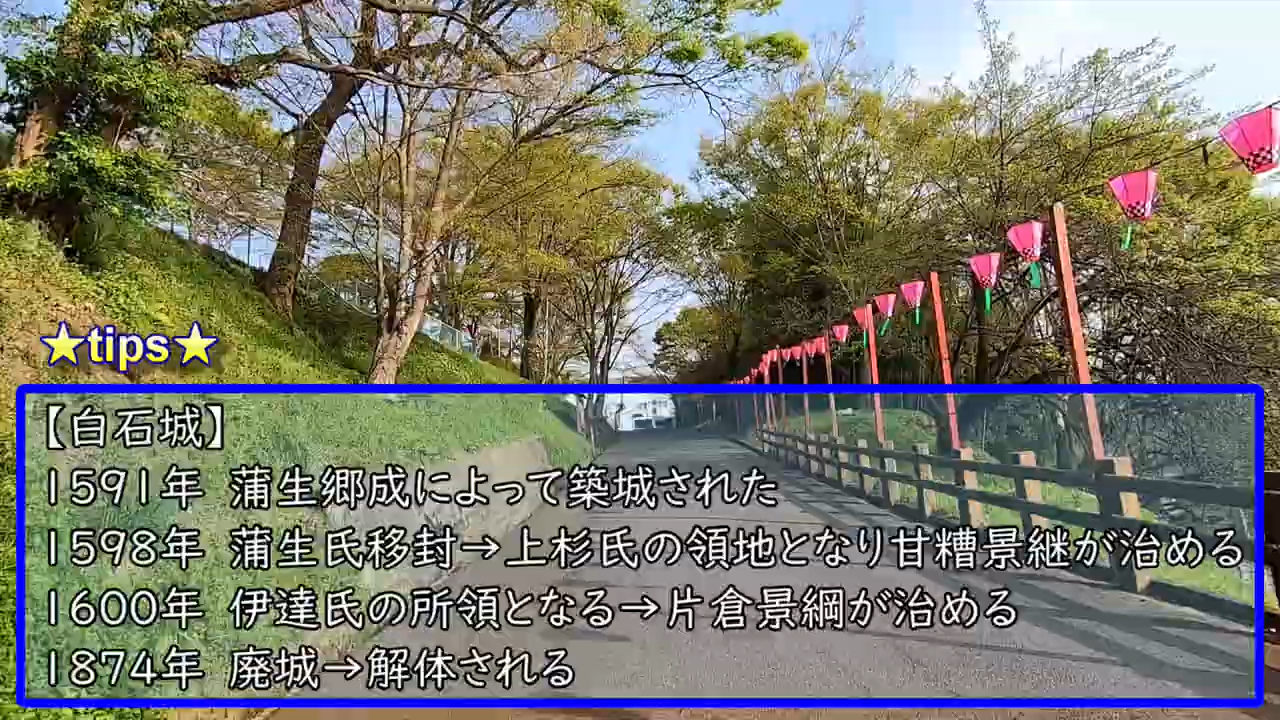 ★tips★
【白石城】
1591年 蒲生郷成によって築城された
1598年 蒲生氏移封→上杉氏の領地となり甘糟景継が治める
1600年 伊達氏の所領となる→片倉景綱が治める
1874年 廃城→解体される